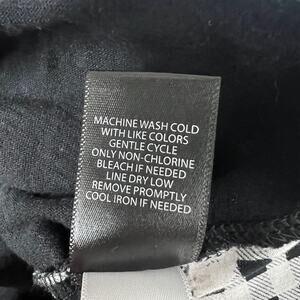 MACHINE WASH COLD
WITH LIKE COLORS
GENTLE CYCLE
ONLY NON-CHLORINE
BLEACH IF NEEDED
LINE DRY LOW
REMOVE PROMPTLY
COOL IRON IF NEEDED